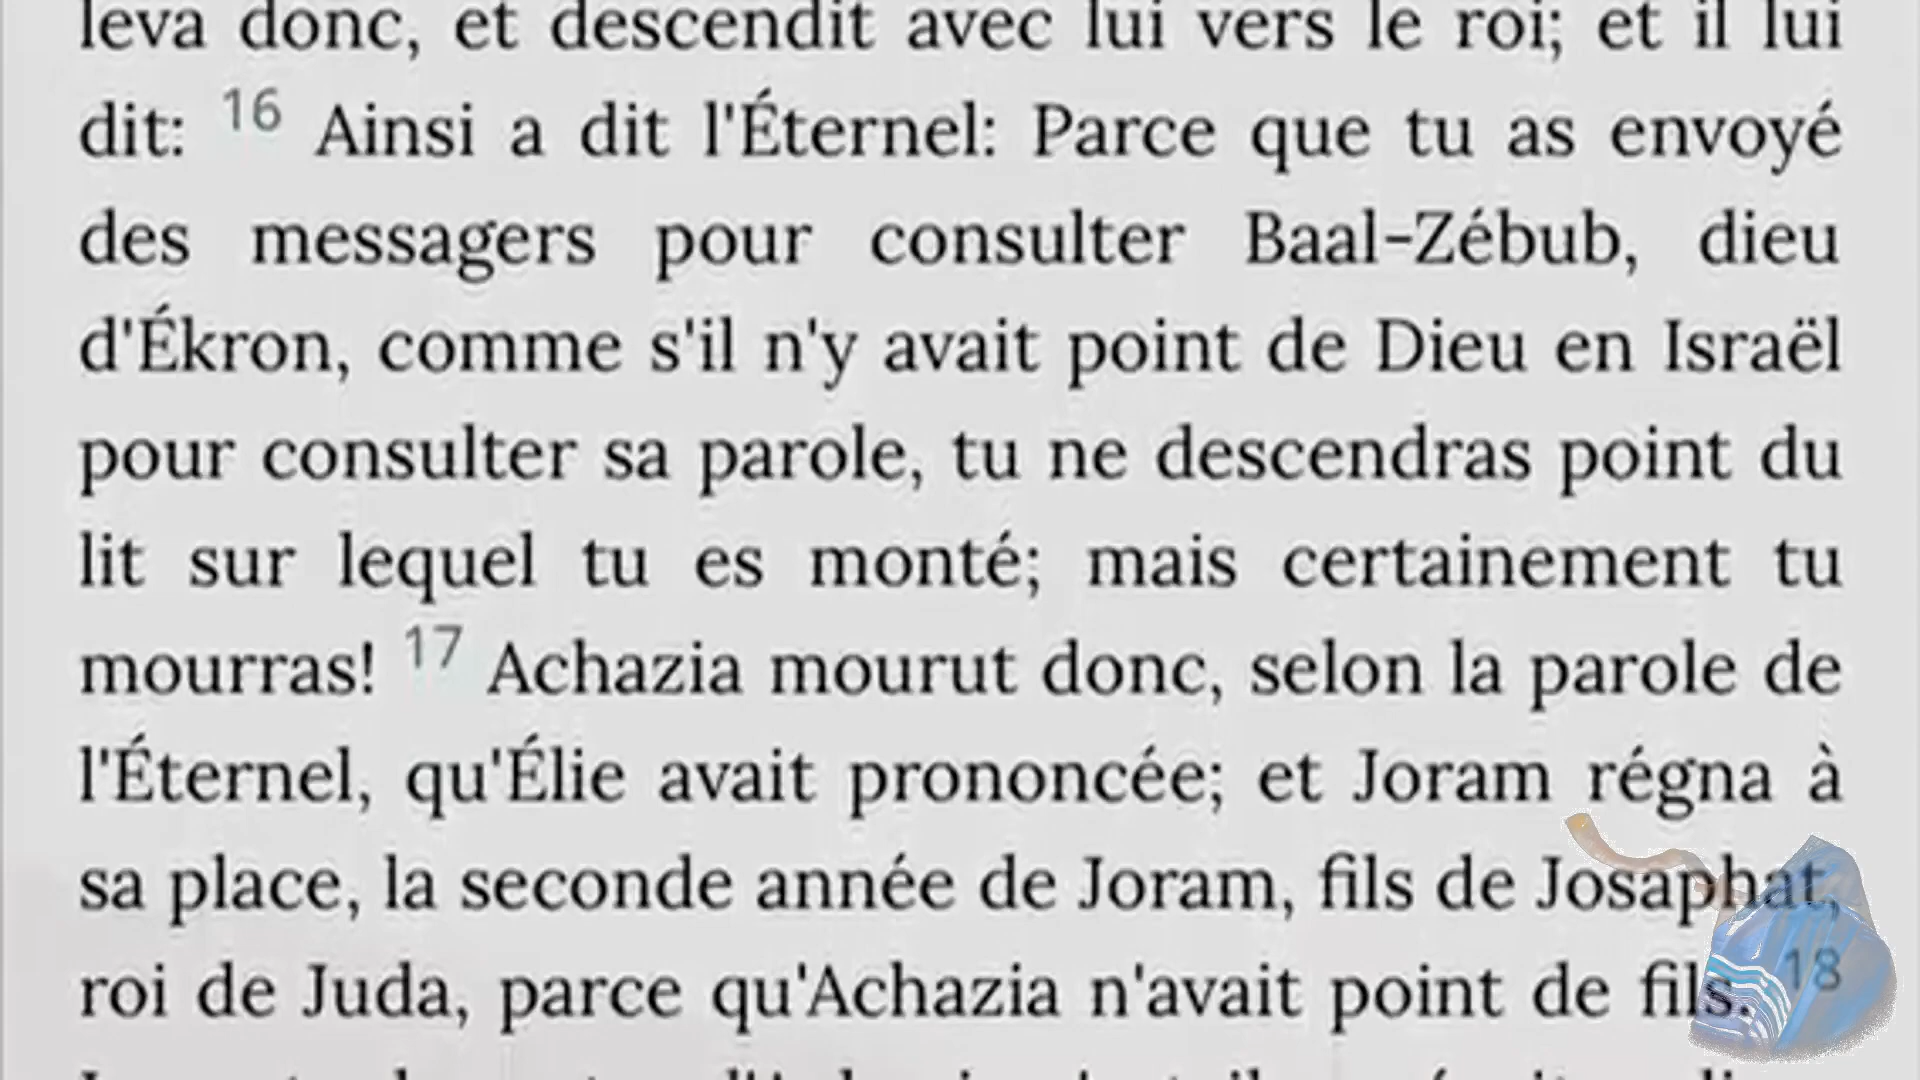 leva donc, et descendit avec lui vers le roi; et il lui
dit: 16 Ainsi a dit l'Éternel: Parce que tu as envoyé
des messagers pour consulter Baal-Zébub, dieu
d'Ékron, comme s'il n'y avait point de Dieu en Israël
pour consulter sa parole, tu ne descendras point du
lit sur lequel tu es monté; mais certainement tu
mourras! 17 Achazia mourut donc, selon la parole de
l'Éternel, qu'Élie avait prononcée; et Joram régna à
sa place, la seconde année de Joram, fils de Josaphat,
roi de Juda, parce qu'Achazia n'avait point de fils. 18